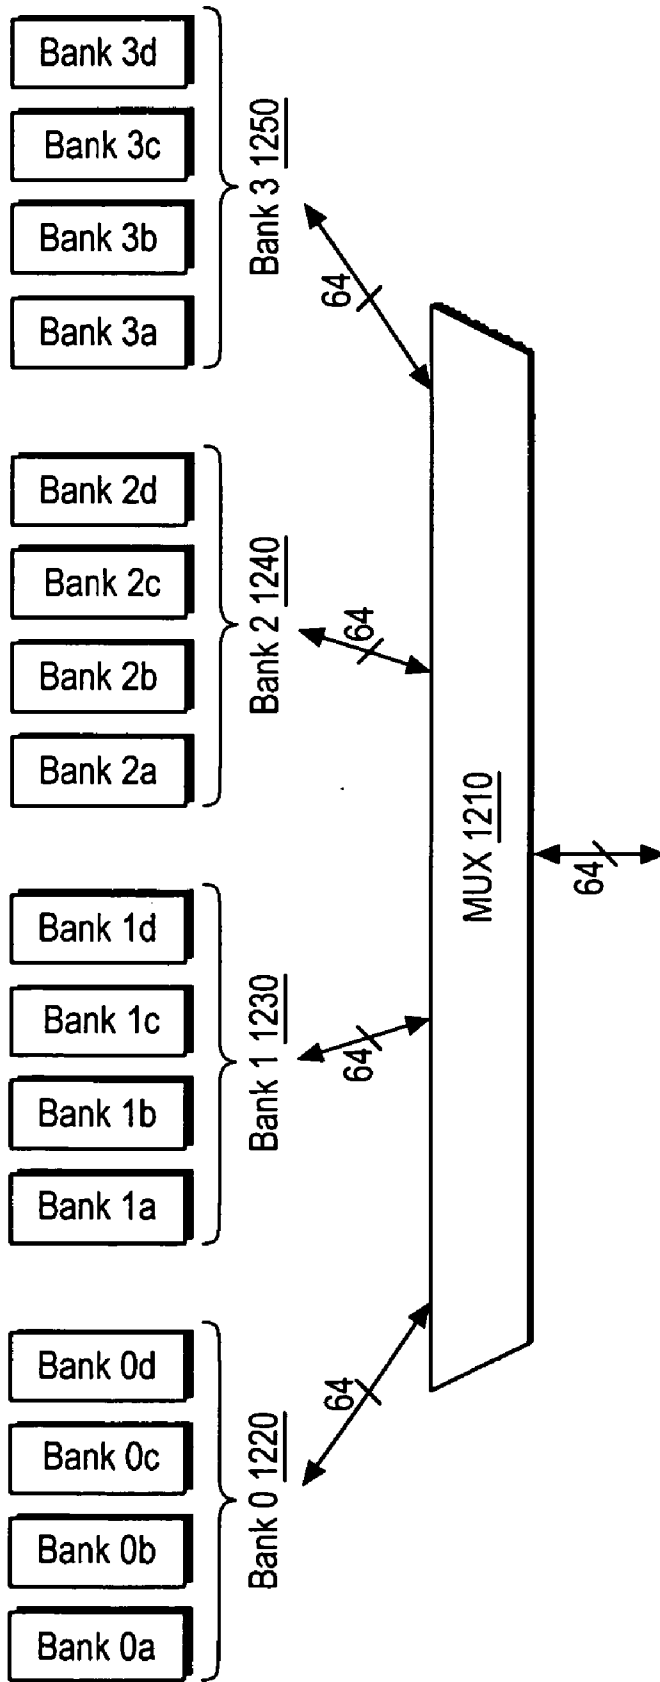 Bank 3d
Bank 3c
Bank 3b
Bank 3a
Bank 3 1250
64
Bank 2d
Bank 2c
Bank 2b
Bank 2a
Bank 2 1240
64
Bank 1d
Bank 1c
Bank 1b
Bank 1a
Bank 1 1230
64
Bank 0d
Bank 0c
Bank 0b
Bank 0a
Bank 0 1220
64
MUX 1210
64